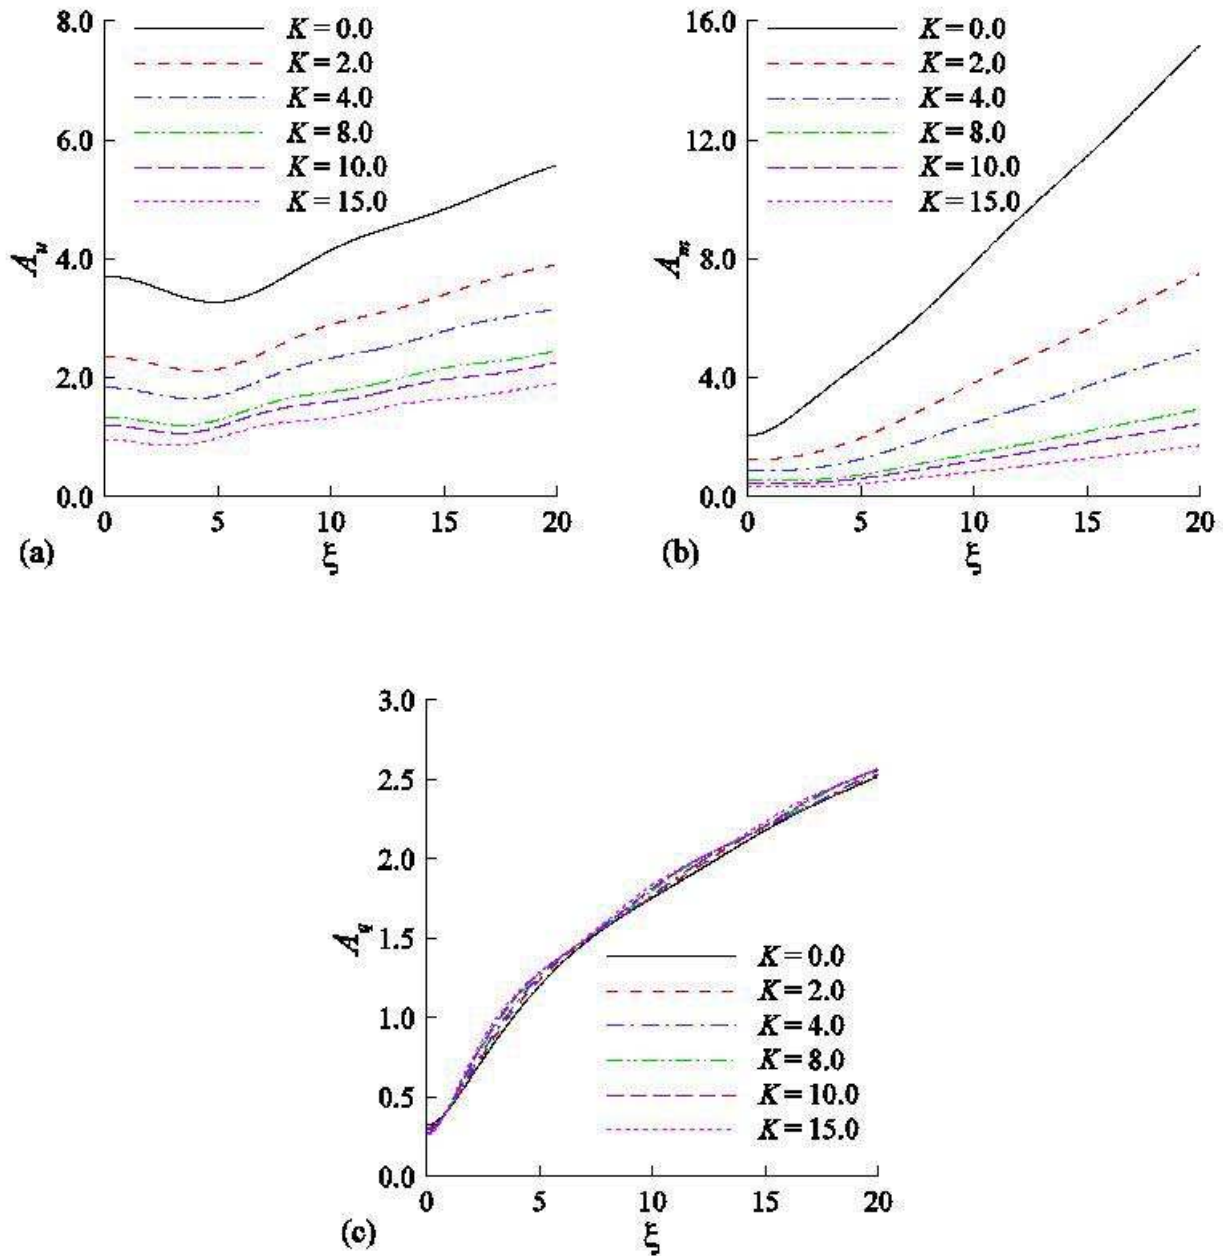 8.0
6.0
4.0
2.0
0.0
A_u
K = 0.0
K = 2.0
K = 4.0
K = 8.0
K = 10.0
K = 15.0
0 5 10 15 20
(a)
ξ
16.0
12.0
8.0
4.0
0.0
A_m
K = 0.0
K = 2.0
K = 4.0
K = 8.0
K = 10.0
K = 15.0
0 5 10 15 20
(b)
ξ
3.0
2.5
2.0
1.5
1.0
0.5
0.0
A_q
K = 0.0
K = 2.0
K = 4.0
K = 8.0
K = 10.0
K = 15.0
0 5 10 15 20
(c)
ξ